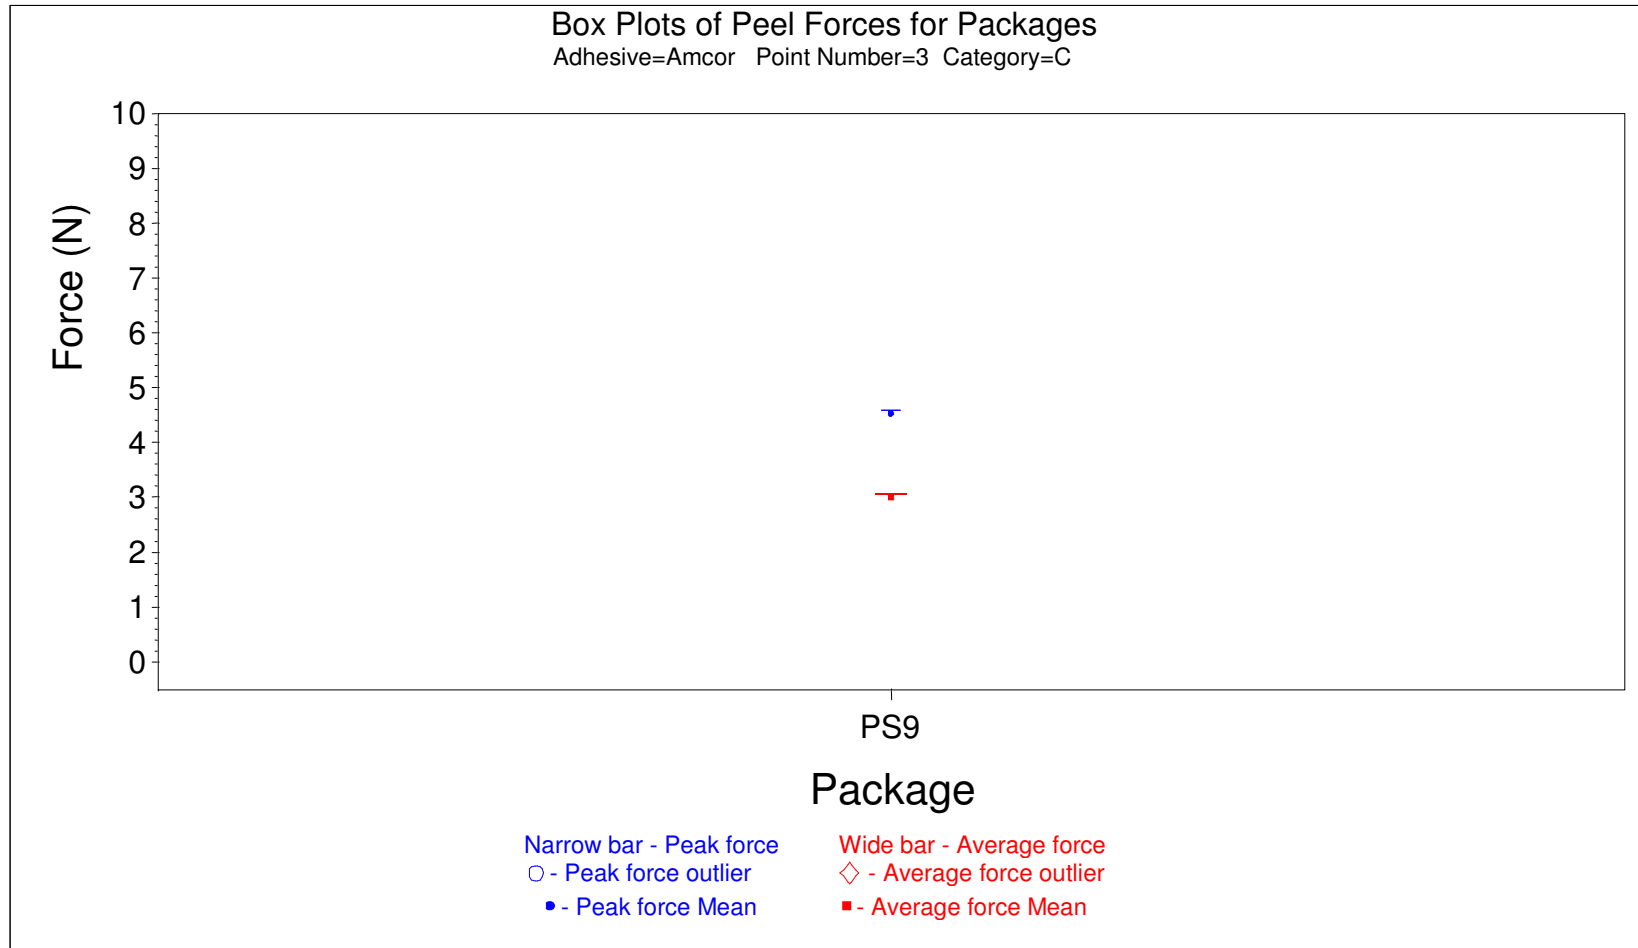 Box Plots of Peel Forces for Packages
Adhesive=Amcor Point Number=3 Category=C
Force (N)
10
9
8
7
6
5
4
3
2
1
0
PS9
Package
Narrow bar - Peak force
Wide bar - Average force
- Peak force outlier
- Average force outlier
- Peak force Mean
- Average force Mean